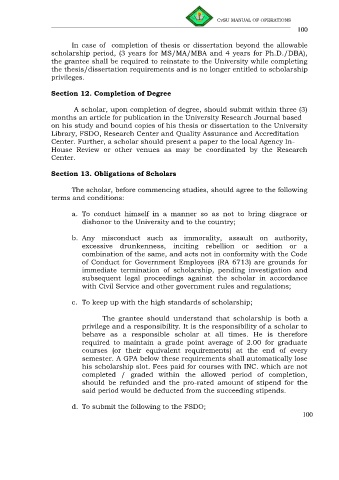 CvSU MANUAL OF OPERATIONS
100
In case of completion of thesis or dissertation beyond the allowable
scholarship period, (3 years for MS/MA/MBA and 4 years for Ph.D./DBA),
the grantee shall be required to reinstate to the University while completing
the thesis/dissertation requirements and is no longer entitled to scholarship
privileges.
Section 12. Completion of Degree
A scholar, upon completion of degree, should submit within three (3)
months an article for publication in the University Research Journal based
on his study and bound copies of his thesis or dissertation to the University
Library, FSDO, Research Center and Quality Assurance and Accreditation
Center. Further, a scholar should present a paper to the local Agency In-
House Review or other venues as may be coordinated by the Research
Center.
Section 13. Obligations of Scholars
The scholar, before commencing studies, should agree to the following
terms and conditions:
a. To conduct himself in a manner so as not to bring disgrace or
dishonor to the University and to the country;
b. Any misconduct such as immorality, assault on authority,
excessive drunkenness, inciting rebellion or sedition or a
combination of the same, and acts not in conformity with the Code
of Conduct for Government Employees (RA 6713) are grounds for
immediate termination of scholarship, pending investigation and
subsequent legal proceedings against the scholar in accordance
with Civil Service and other government rules and regulations;
c. To keep up with the high standards of scholarship;
The grantee should understand that scholarship is both a
privilege and a responsibility. It is the responsibility of a scholar to
behave as a responsible scholar at all times. He is therefore
required to maintain a grade point average of 2.00 for graduate
courses (or their equivalent requirements) at the end of every
semester. A GPA below these requirements shall automatically lose
his scholarship slot. Fees paid for courses with INC, which are not
completed / graded within the allowed period of completion,
should be refunded and the pro-rated amount of stipend for the
said period would be deducted from the succeeding stipends.
d. To submit the following to the FSDO;
100